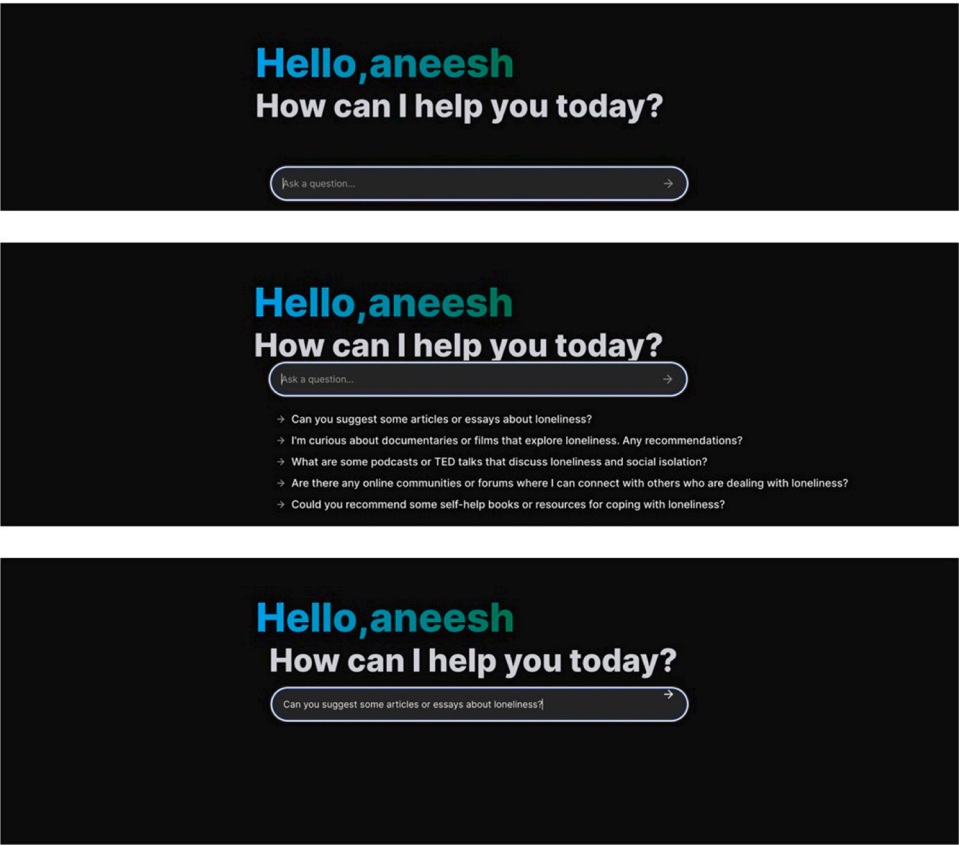 Hello,aneesh
How can I help you today?
Ask a question...
Hello,aneesh
How can I help you today?
Ask a question...
Can you suggest some articles or essays about loneliness?
I'm curious about documentaries or films that explore loneliness. Any recommendations?
What are some podcasts or TED talks that discuss loneliness and social isolation?
Are there any online communities or forums where I can connect with others who are dealing with loneliness?
Could you recommend some self-help books or resources for coping with loneliness?
Hello,aneesh
How can I help you today?
Can you suggest some articles or essays about loneliness?